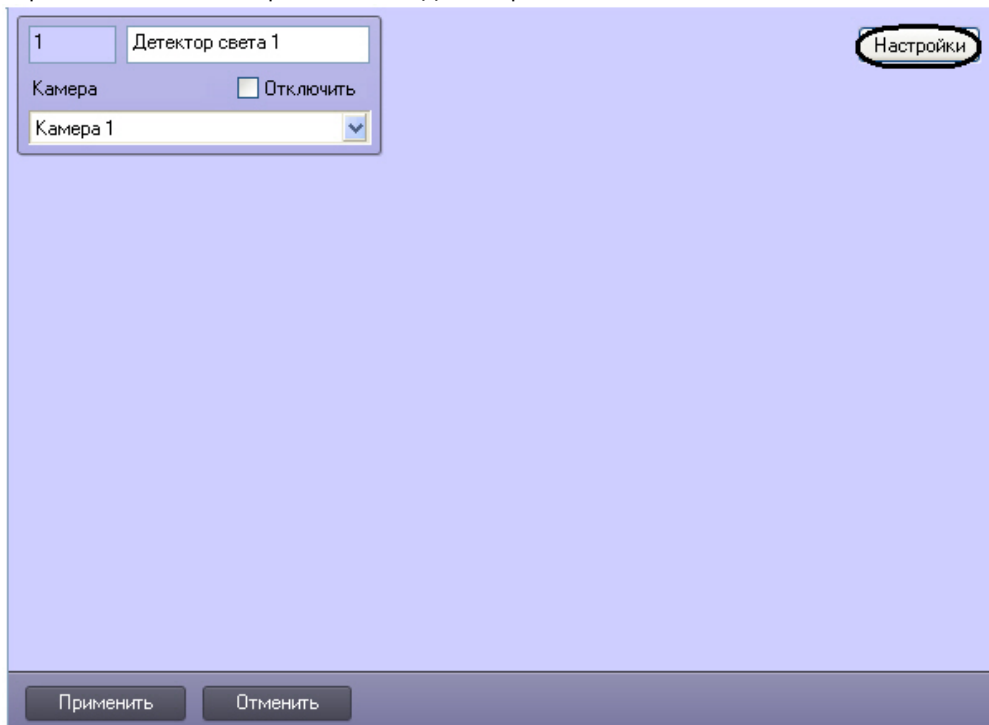 1 Детектор света 1
Настройки
Камера Отключить
Камера 1
Применить Отменить